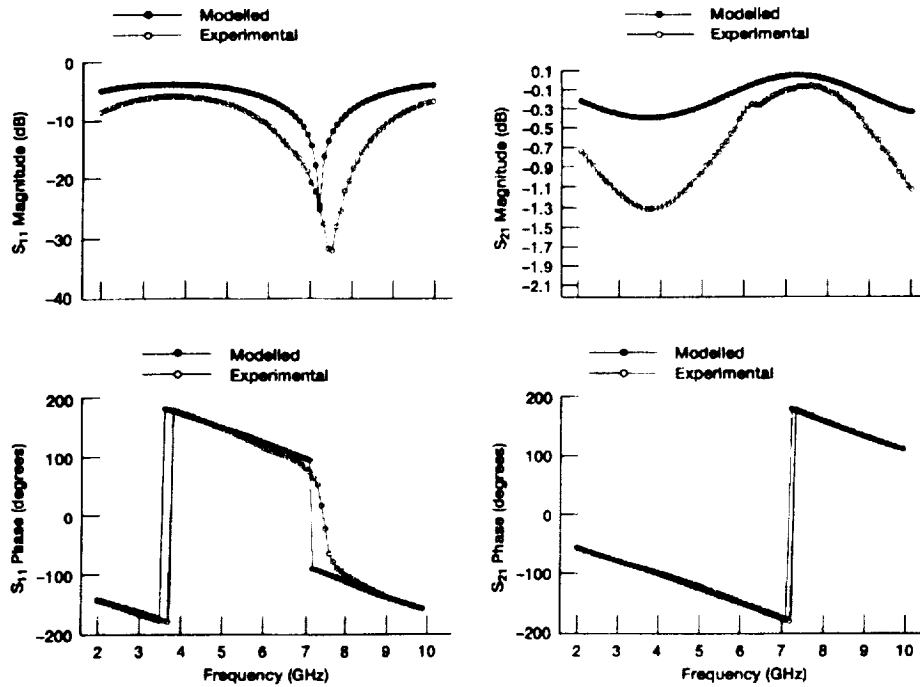 Modelled
Experimental
0
-10
-20
-30
-40
S11 Magnitude (dB)
Modelled
Experimental
0.1
-0.1
-0.3
-0.5
-0.7
-0.9
-1.1
-1.3
-1.5
-1.7
-1.9
-2.1
S21 Magnitude (dB)
Modelled
Experimental
200
100
0
-100
-200
S11 Phase (degrees)
2 3 4 5 6 7 8 9 10
Frequency (GHz)
Modelled
Experimental
200
100
0
-100
-200
S21 Phase (degrees)
2 3 4 5 6 7 8 9 10
Frequency (GHz)